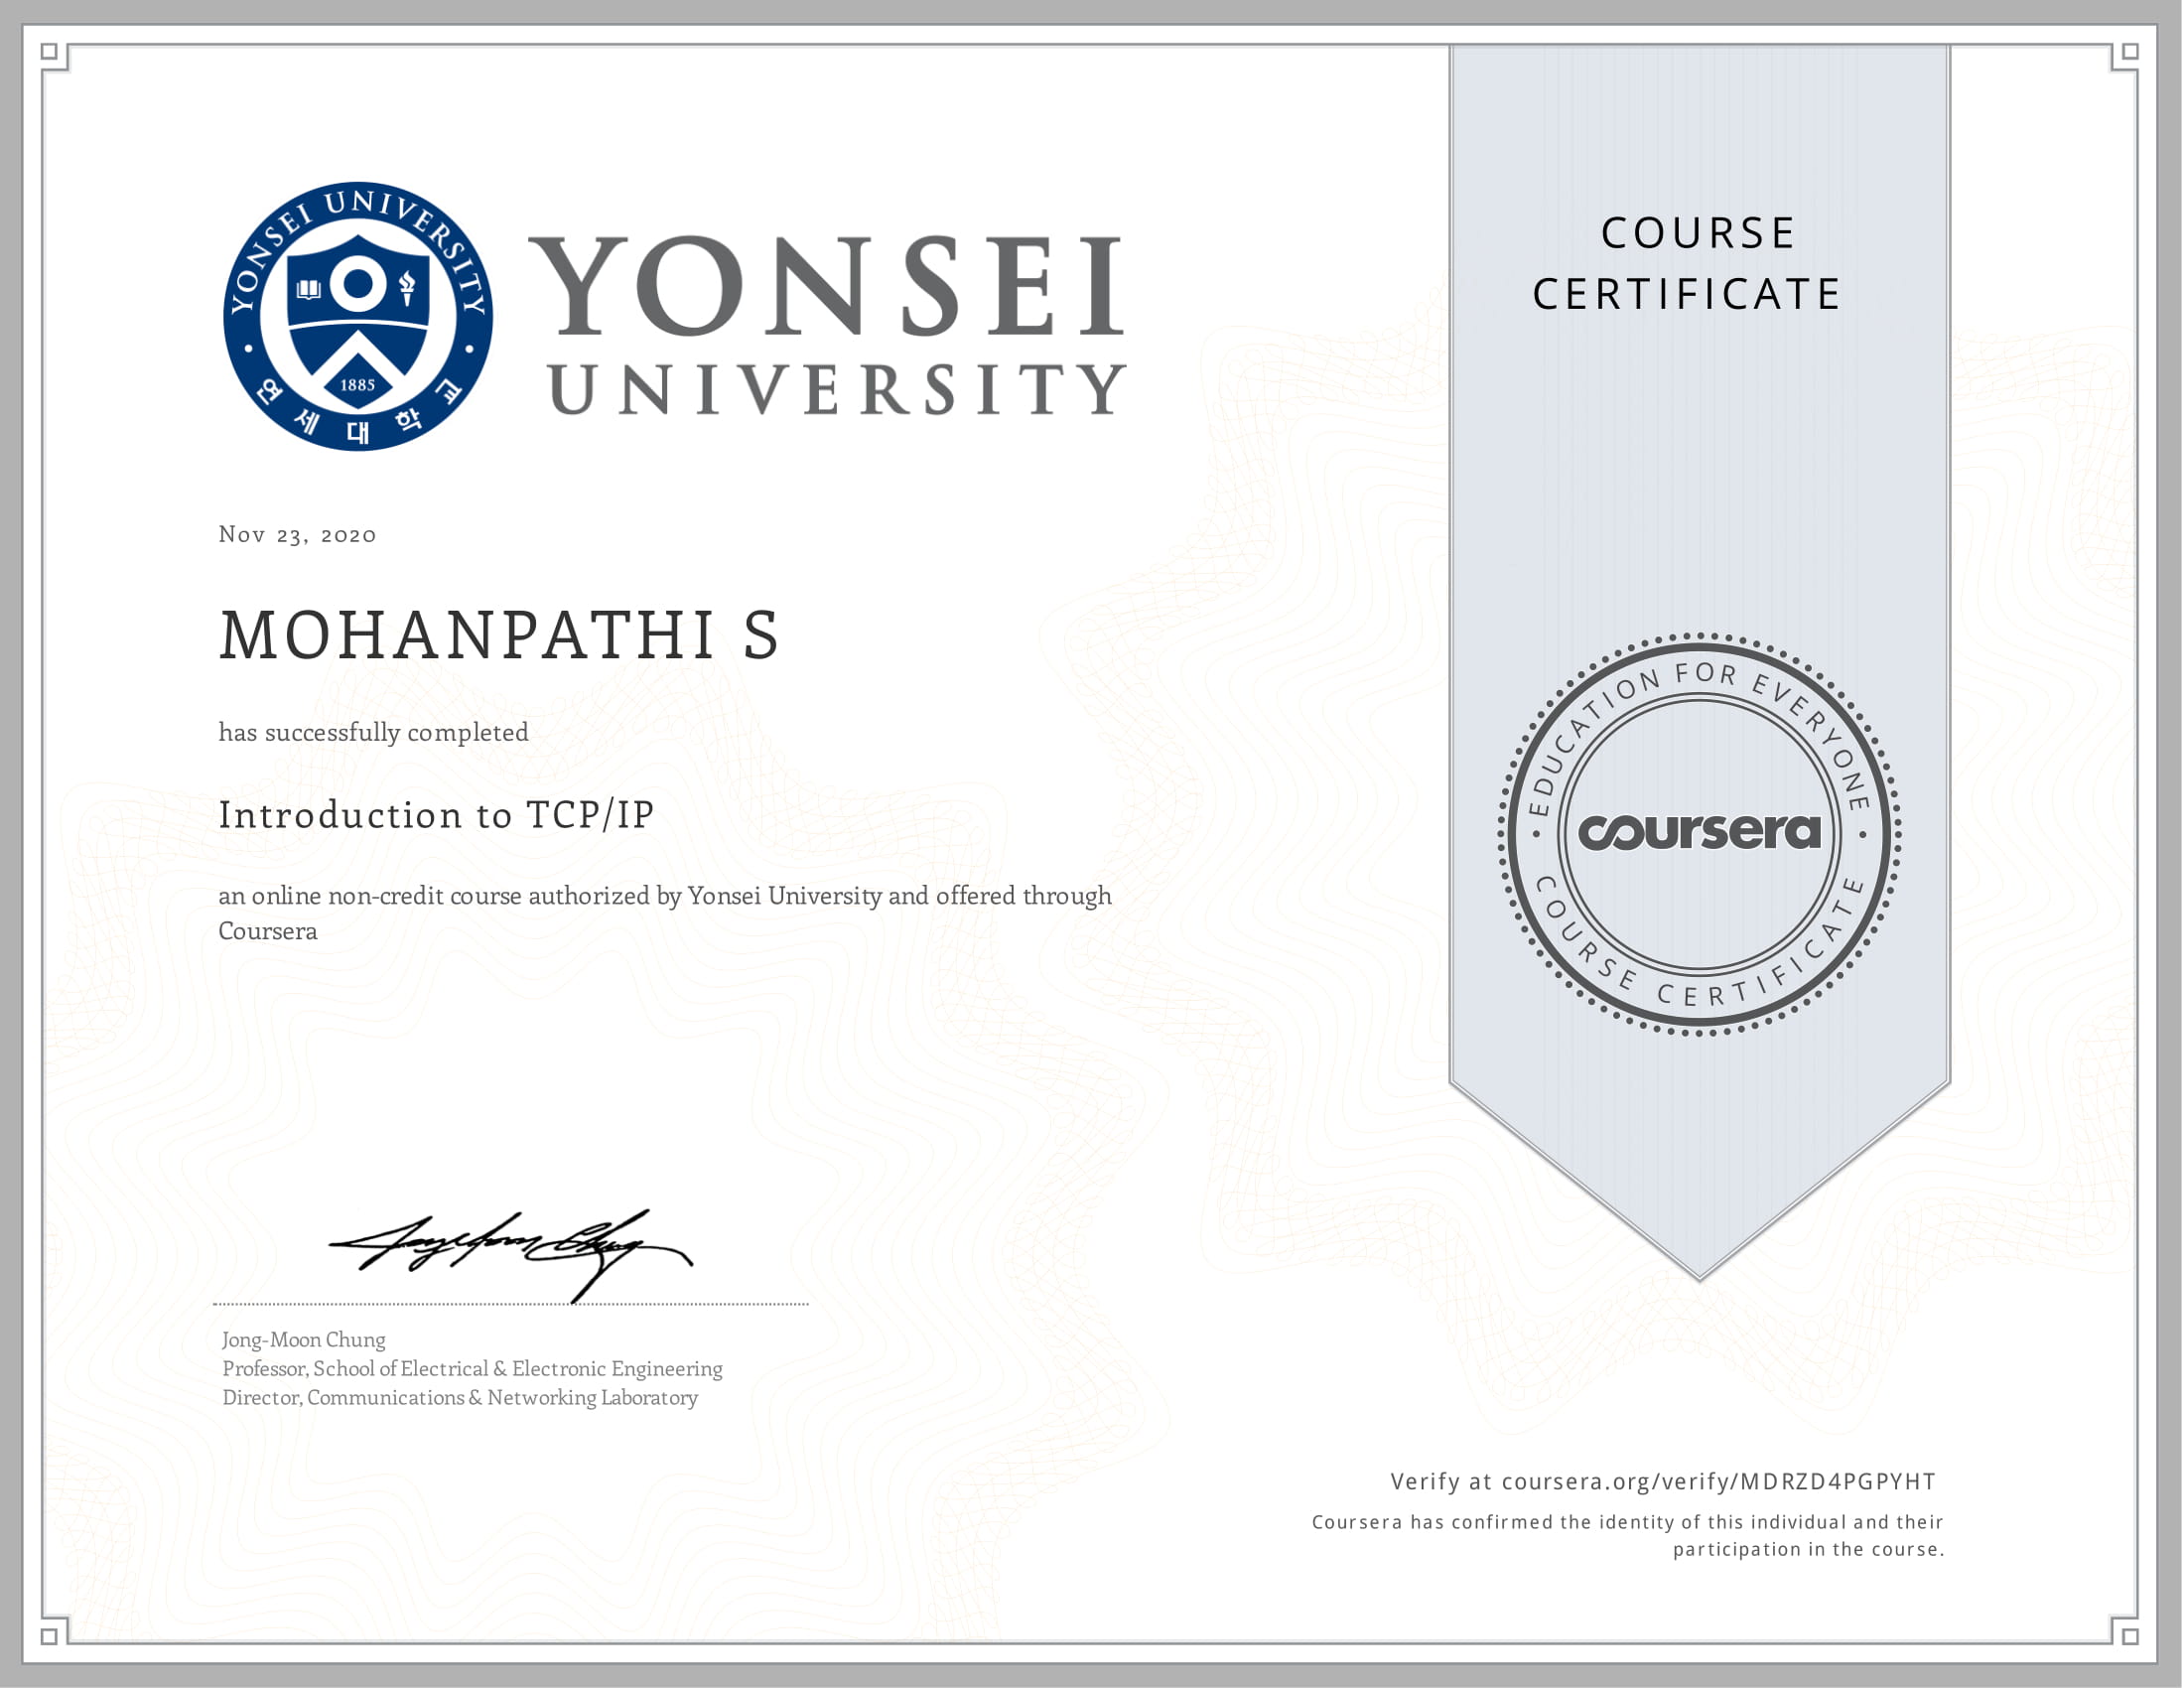 YONSEI UNIVERSITY
1885
연세대학교
YONSEI
UNIVERSITY
COURSE
CERTIFICATE
Nov 23, 2020
MOHANPATHI S
has successfully completed
Introduction to TCP/IP
an online non-credit course authorized by Yonsei University and offered through
Coursera
EDUCATION FOR EVERYONE
coursera
COURSE CERTIFICATE
Jong-Moon Chung
Professor, School of Electrical & Electronic Engineering
Director, Communications & Networking Laboratory
Verify at coursera.org/verify/MDRZD4PGPYHT
Coursera has confirmed the identity of this individual and their
participation in the course.